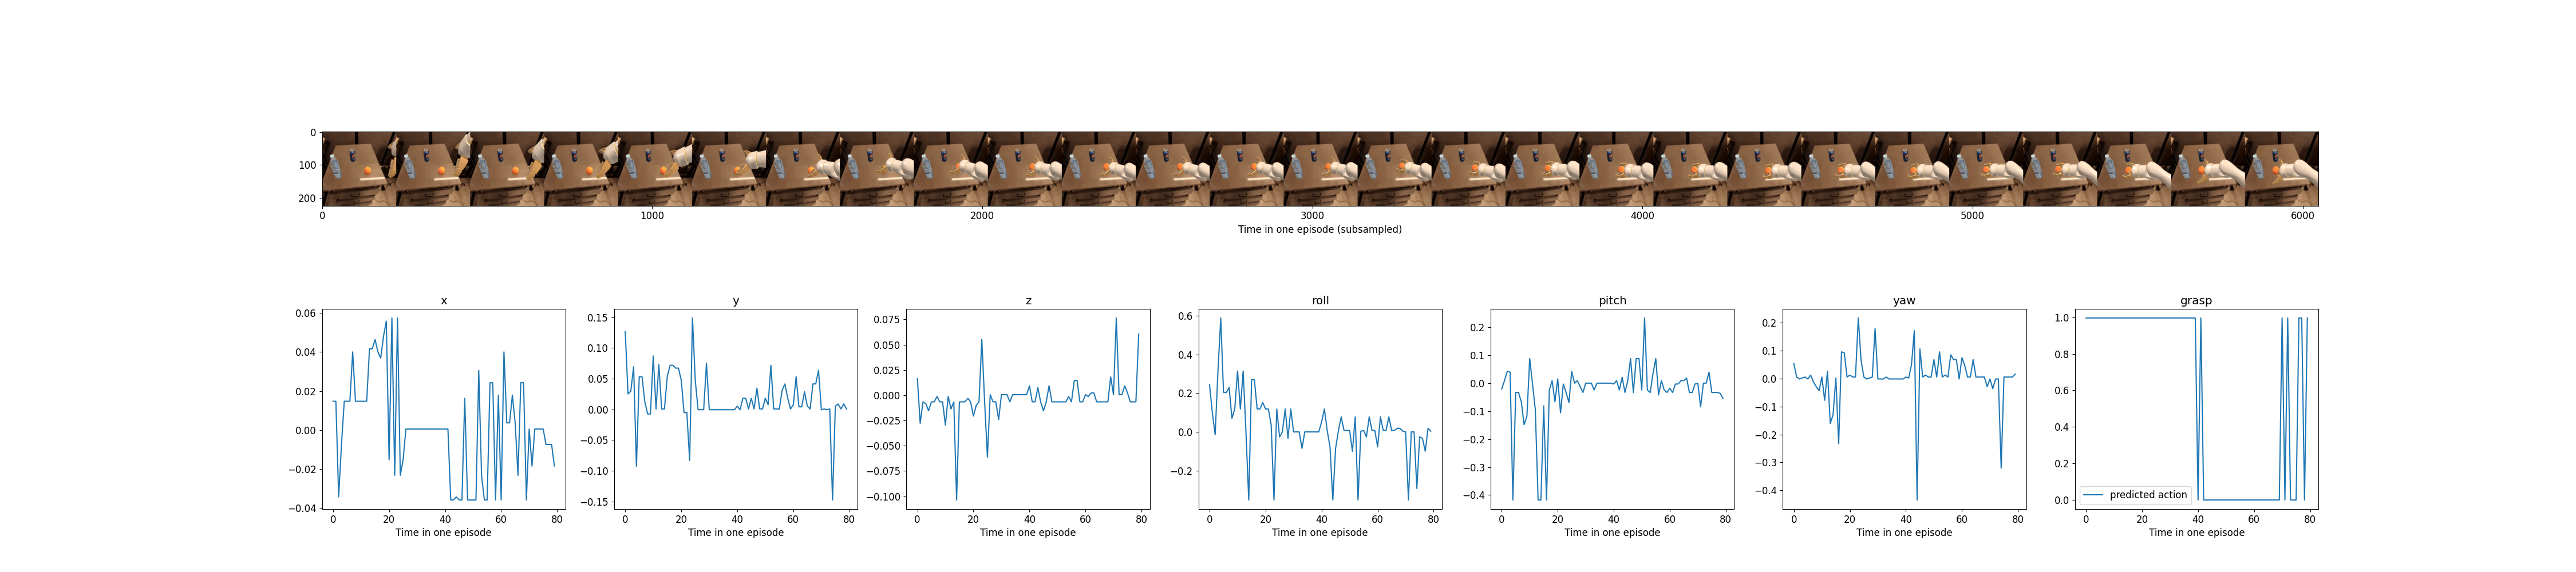 0
100
200
0 1000 2000 3000 4000 5000 6000
Time in one episode (subsampled)
x
0.06
0.04
0.02
0.00
−0.02
−0.04
0 20 40 60 80
Time in one episode
y
0.15
0.10
0.05
0.00
−0.05
−0.10
−0.15
0 20 40 60 80
Time in one episode
z
0.075
0.050
0.025
0.000
−0.025
−0.050
−0.075
−0.100
0 20 40 60 80
Time in one episode
roll
0.6
0.4
0.2
0.0
−0.2
0 20 40 60 80
Time in one episode
pitch
0.2
0.1
0.0
−0.1
−0.2
−0.3
−0.4
0 20 40 60 80
Time in one episode
yaw
0.2
0.1
0.0
−0.1
−0.2
−0.3
−0.4
0 20 40 60 80
Time in one episode
grasp
1.0
0.8
0.6
0.4
0.2
0.0
predicted action
0 20 40 60 80
Time in one episode